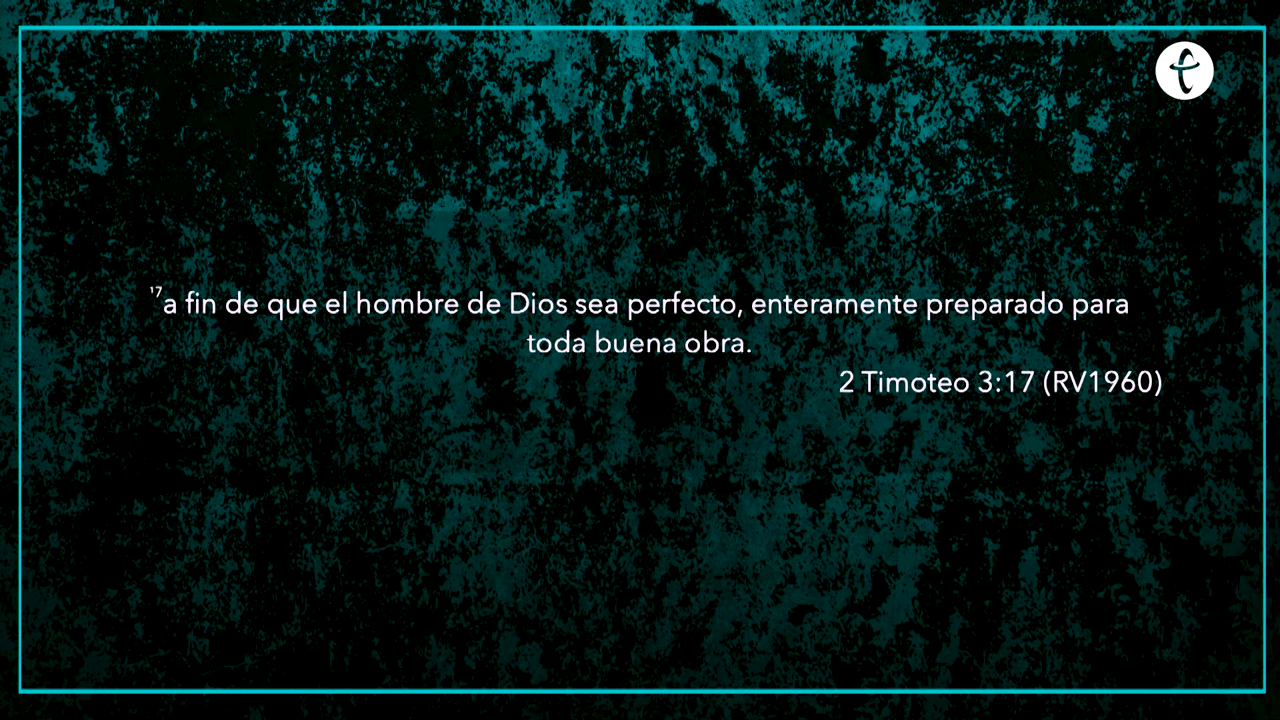 ¹⁷a fin de que el hombre de Dios sea perfecto, enteramente preparado para
toda buena obra.
2 Timoteo 3:17 (RV1960)